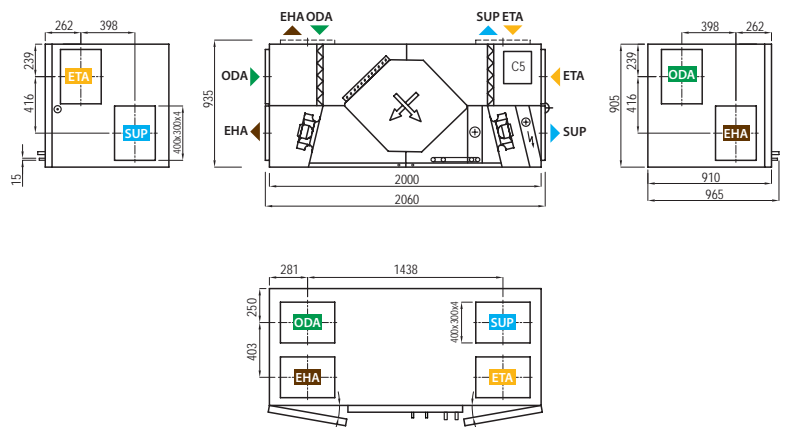 262 398
239
416
15
ETA
SUP
400x300x4
EHA ODA SUP ETA
935
ODA
EHA
C5
ETA
SUP
2000
2060
398 262
239
416
905
ODA
EHA
910
965
281 1438
250
403
ODA
EHA
400x300x4
SUP
ETA